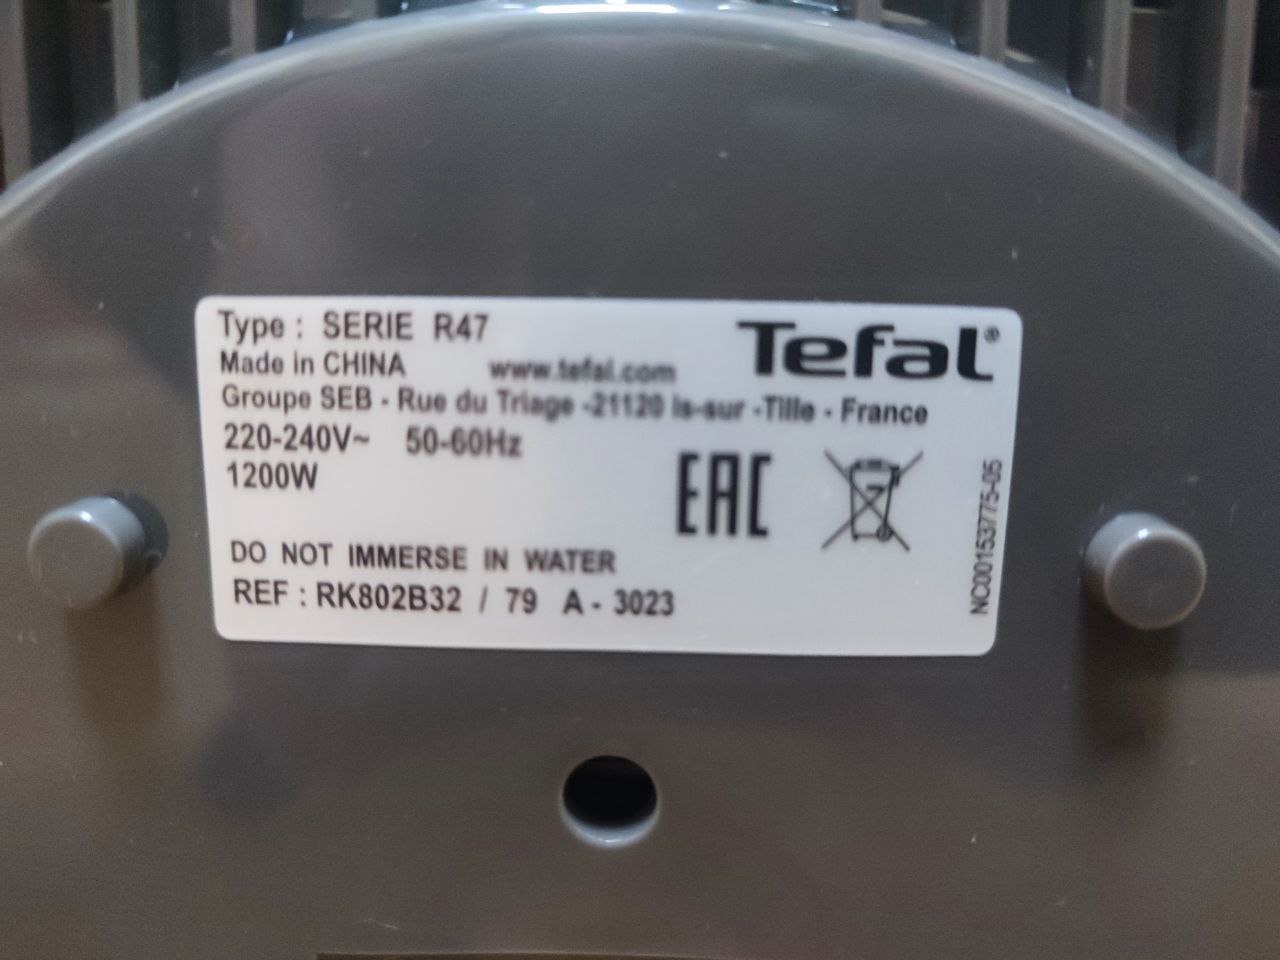 Type : SERIE R47
Tefal®
Made in CHINA www.tefal.com
Groupe SEB - Rue du Triage -21120 Is-sur -Tille - France
220-240V~ 50-60Hz
1200W
EAC
DO NOT IMMERSE IN WATER
REF : RK802B32 / 79 A - 3023
NC001537775-05